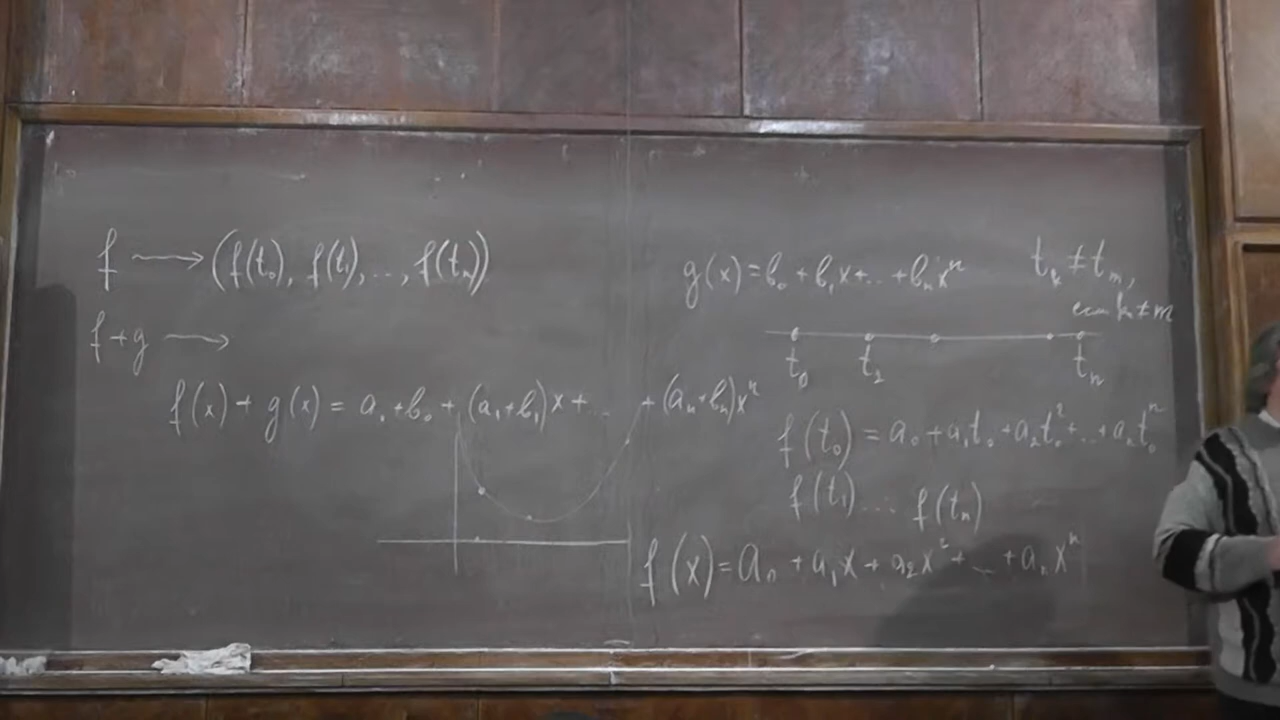 f → (f(t₀), f(t₁), ..., f(tₙ))
f+g →
f(x) + g(x) = a₀+b₀ + (a₁+b₁)x + ... + (aₙ+bₙ)xⁿ
g(x) = b₀ + b₁x + ... + bₙxⁿ
tₖ ≠ tₘ,
если k ≠ m
t₀ t₂ tₙ
f(t₀) = a₀ + a₁t₀ + a₂t₀² + ... + aₙt₀ⁿ
f(t₁) ... f(tₙ)
f(x) = a₀ + a₁x + a₂x² + ... + aₙxⁿ